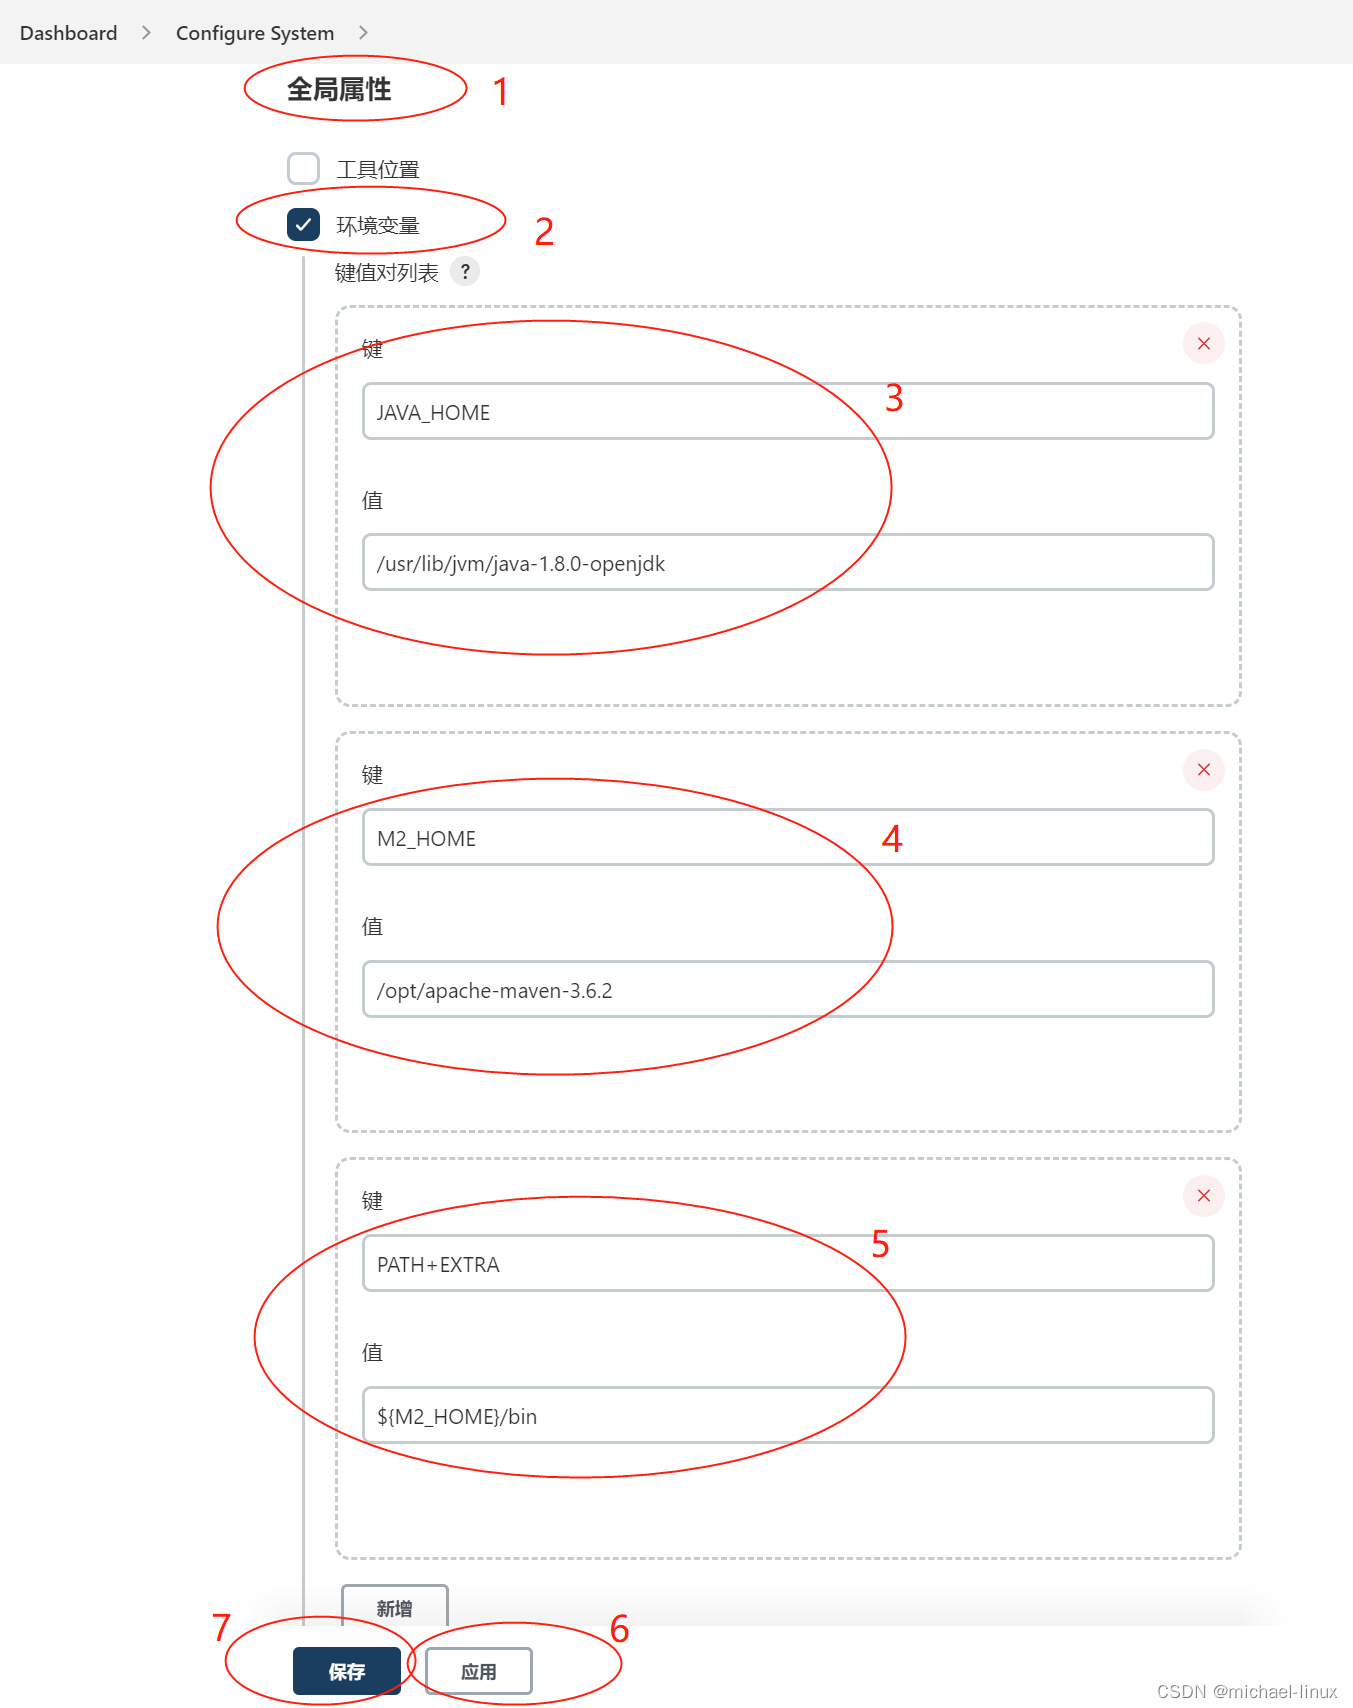 Dashboard > Configure System >
全局属性 1
工具位置
环境变量 2
键值对列表 ?
键
JAVA_HOME 3
值
/usr/lib/jvm/java-1.8.0-openjdk
键
M2_HOME 4
值
/opt/apache-maven-3.6.2
键
PATH+EXTRA 5
值
${M2_HOME}/bin
新增
7 保存 应用 6
CSDN @michael-linux